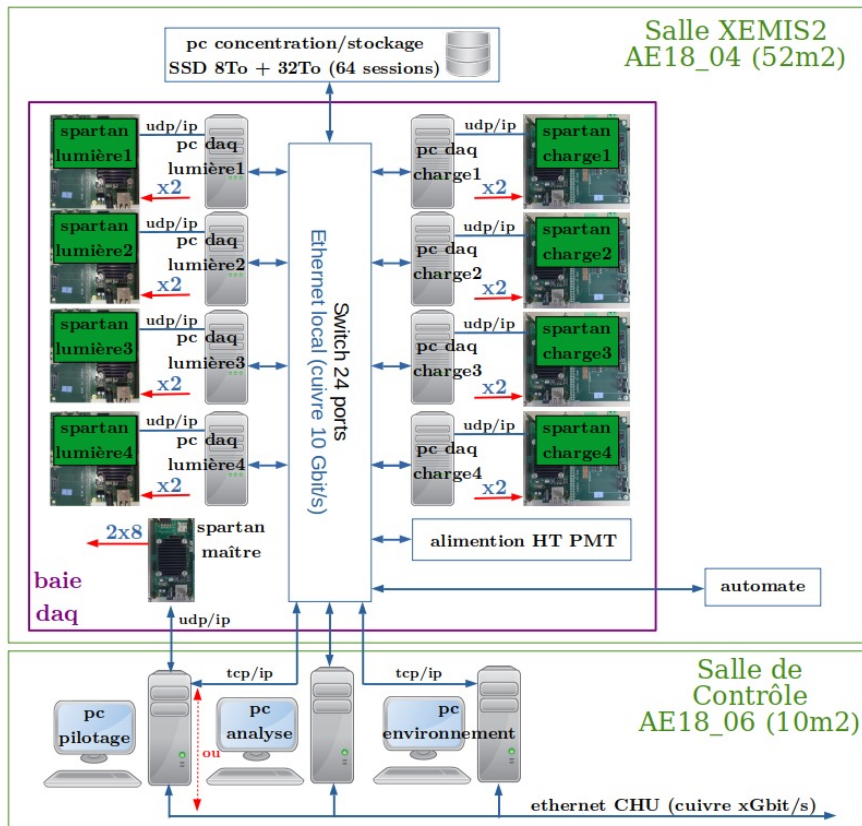 Salle XEMIS2
AE18_04 (52m2)
pc concentration/stockage
SSD 8To + 32To (64 sessions)
spartan
lumière1
udp/ip
pc daq
lumière1
x2
pc daq
charge1
udp/ip
x2
spartan
charge1
spartan
lumière2
udp/ip
pc daq
lumière2
x2
pc daq
charge2
udp/ip
x2
spartan
charge2
spartan
lumière3
udp/ip
pc daq
lumière3
x2
pc daq
charge3
udp/ip
x2
spartan
charge3
spartan
lumière4
udp/ip
pc daq
lumière4
x2
pc daq
charge4
udp/ip
x2
spartan
charge4
Switch 24 ports
Ethernet local (cuivre 10 Gbit/s)
2x8
spartan
maître
alimention HT PMT
automate
baie
daq
udp/ip
tcp/ip
tcp/ip
Salle de
Contrôle
AE18_06 (10m2)
pc
pilotage
ou
pc
analyse
pc
environnement
ethernet CHU (cuivre xGbit/s)